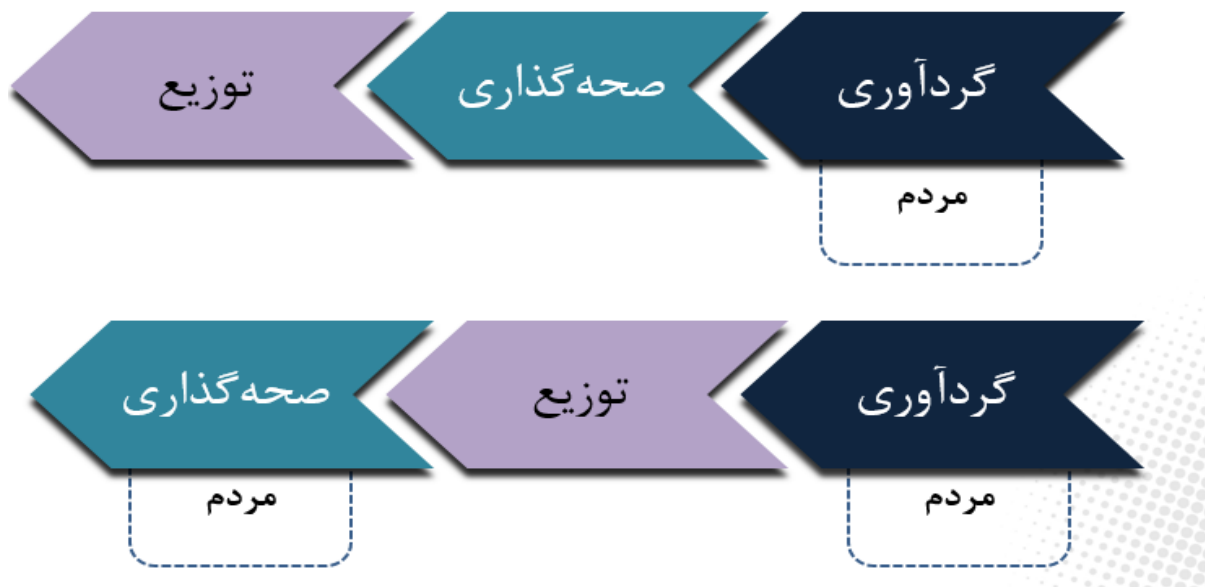 گردآوری
صحه‌گذاری
توزیع
مردم
گردآوری
توزیع
صحه‌گذاری
مردم
مردم